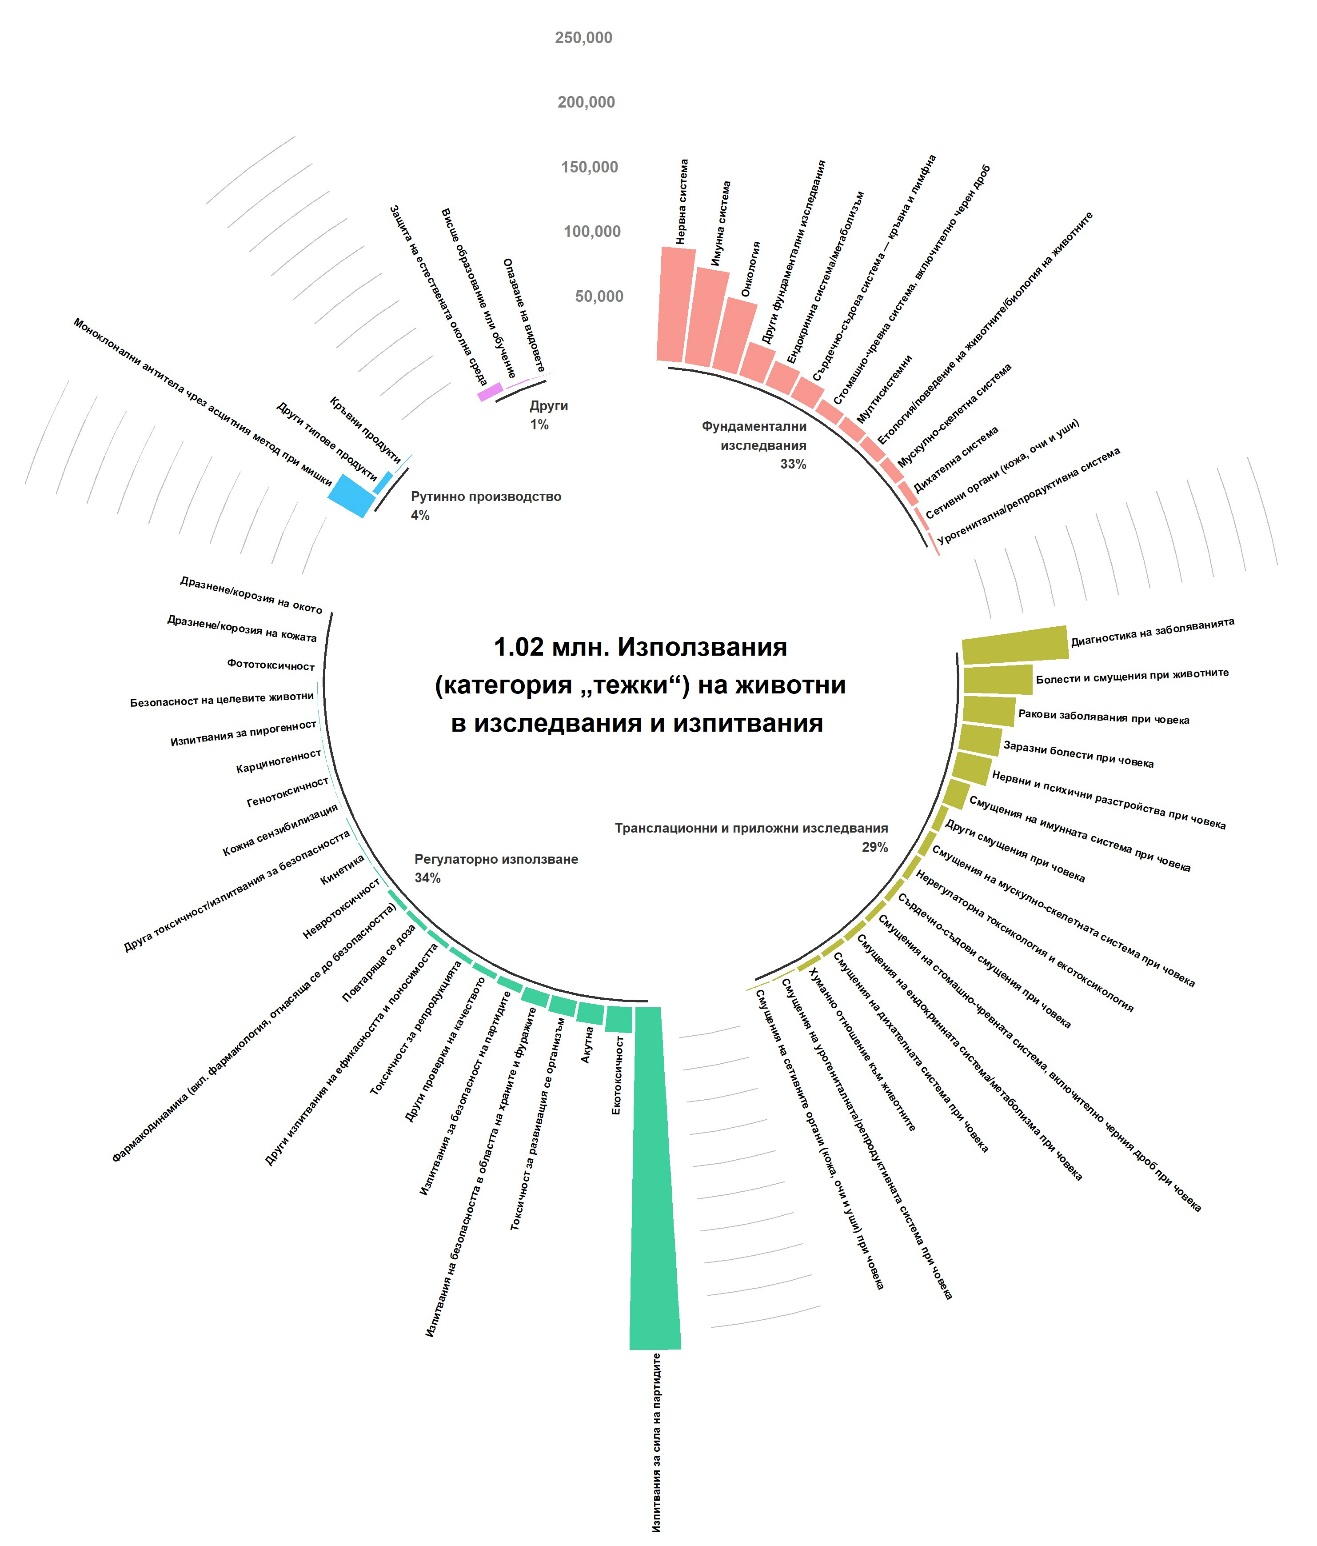 250,000
200,000
150,000
100,000
50,000
Нервна система
Имунна система
Онкология
Други фундаментални изследвания
Ендокринна система/метаболизъм
Сърдечно-съдова система — кръвна и лимфна
Стомашно-чревна система, включително черен дроб
Мултисистемни
Етология/поведение на животните/биология на животните
Мускулно-скелетна система
Дихателна система
Сетивни органи (кожа, очи и уши)
Урогенитална/репродуктивна система
Фундаментални
изследвания
33%
Диагностика на заболяванията
Болести и смущения при животните
Ракови заболявания при човека
Заразни болести при човека
Нервни и психични разстройства при човека
Смущения на имунната система при човека
Други смущения при човека
Смущения на мускулно-скелетната система при човека
Нерегулаторна токсикология и екотоксикология
Сърдечно-съдови смущения при човека
Смущения на стомашно-чревната система, включително черния дроб при човека
Смущения на ендокринната система/метаболизма при човека
Смущения на дихателната система при човека
Хуманно отношение към животните
Смущения на урогениталната/репродуктивната система при човека
Смущения на сетивните органи (кожа, очи и уши) при човека
Транслационни и приложни изследвания
29%
Изпитвания за сила на партидите
Екотоксичност
Акутна
Токсичност за развиващия се организъм
Изпитвания на безопасността в областта на храните и фуражите
Изпитвания за безопасност на партидите
Други проверки на качеството
Токсичност за репродукцията
Други изпитвания на ефикасността и поносимостта
Повтаряща се доза
Фармакодинамика (вкл. фармакология, отнасяща се до безопасността)
Невротоксичност
Кинетика
Друга токсичност/изпитвания за безопасността
Кожна сензибилизация
Генотоксичност
Карциногенност
Изпитвания за пирогенност
Безопасност на целевите животни
Фототоксичност
Дразнене/корозия на кожата
Дразнене/корозия на окото
Регулаторно използване
34%
Моноклонални антитела чрез асцитния метод при мишки
Други типове продукти
Кръвни продукти
Рутинно производство
4%
Защита на естествената околна среда
Висше образование или обучение
Опазване на видовете
Други
1%
1.02 млн. Използвания
(категория „тежки“) на животни
в изследвания и изпитвания